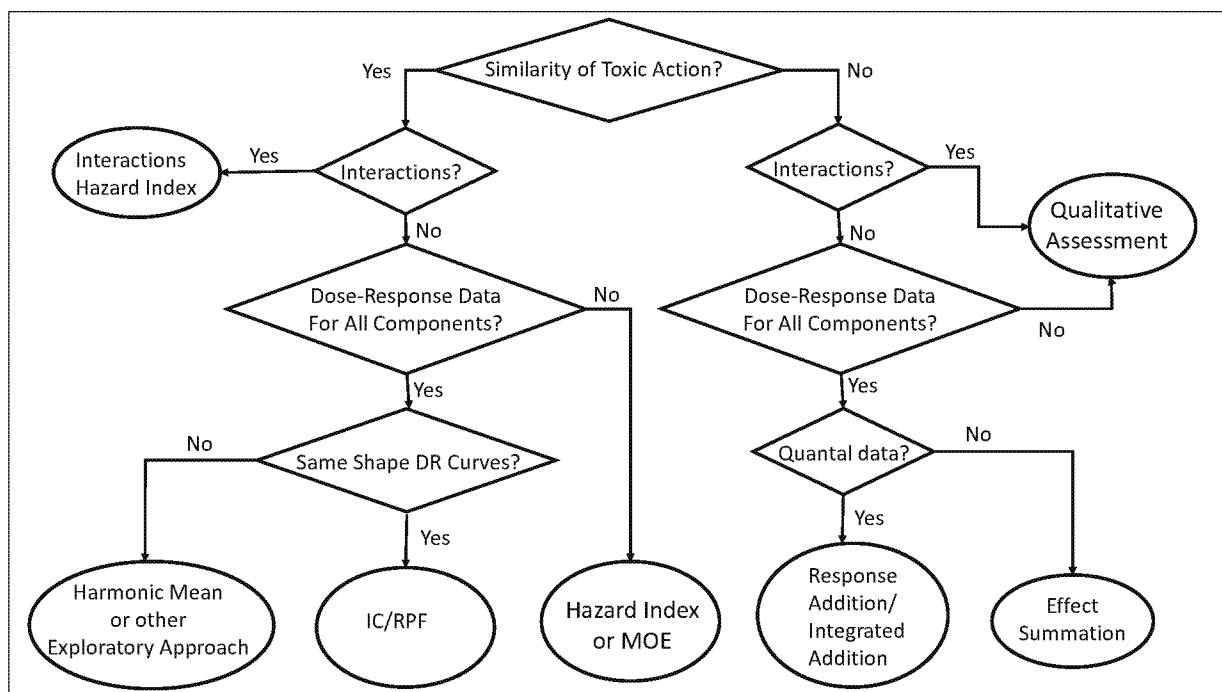 Similarity of Toxic Action?
Yes
No
Interactions
Hazard Index
Yes
Interactions?
Interactions?
Yes
Qualitative
Assessment
No
No
Dose-Response Data
For All Components?
No
Dose-Response Data
For All Components?
No
Yes
Yes
No
Same Shape DR Curves?
Quantal data?
No
Yes
Yes
Harmonic Mean
or other
Exploratory Approach
IC/RPF
Hazard Index
or MOE
Response
Addition/
Integrated
Addition
Effect
Summation